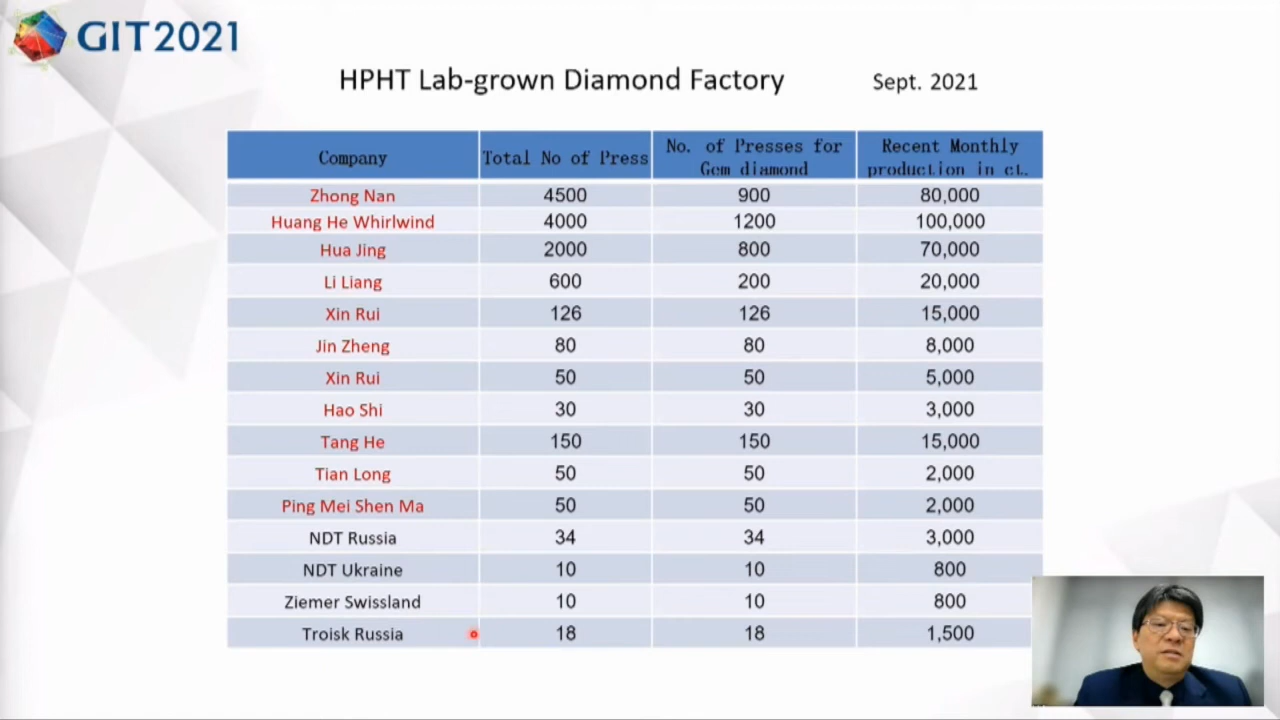 GIT2021
HPHT Lab-grown Diamond Factory Sept. 2021
Company Total No of Press No. of Presses for Gem diamond Recent Monthly production in ct.
Zhong Nan 4500 900 80,000
Huang He Whirlwind 4000 1200 100,000
Hua Jing 2000 800 70,000
Li Liang 600 200 20,000
Xin Rui 126 126 15,000
Jin Zheng 80 80 8,000
Xin Rui 50 50 5,000
Hao Shi 30 30 3,000
Tang He 150 150 15,000
Tian Long 50 50 2,000
Ping Mei Shen Ma 50 50 2,000
NDT Russia 34 34 3,000
NDT Ukraine 10 10 800
Ziemer Swissland 10 10 800
Troisk Russia 18 18 1,500